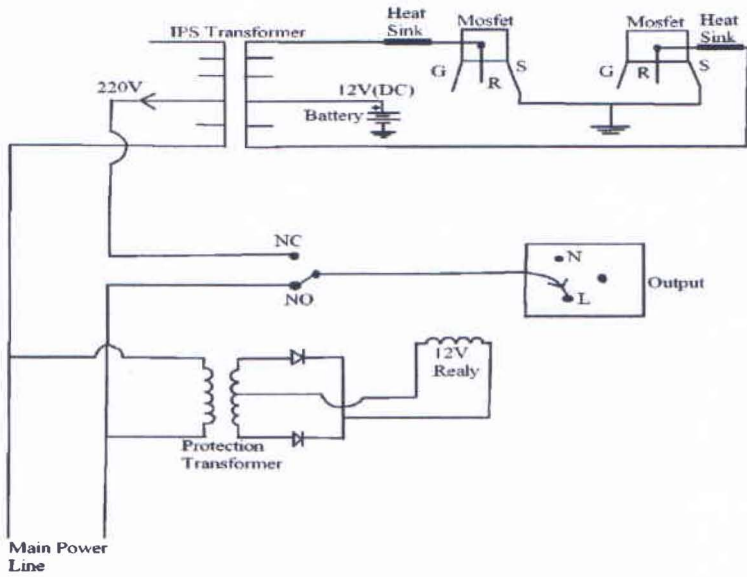 IPS Transformer
Heat
Sink
Mosfet
Mosfet
Heat
Sink
G
R
S
G
R
S
220V
12V(DC)
Battery
NC
NO
N
L
Output
12V
Realy
Protection
Transformer
Main Power
Line